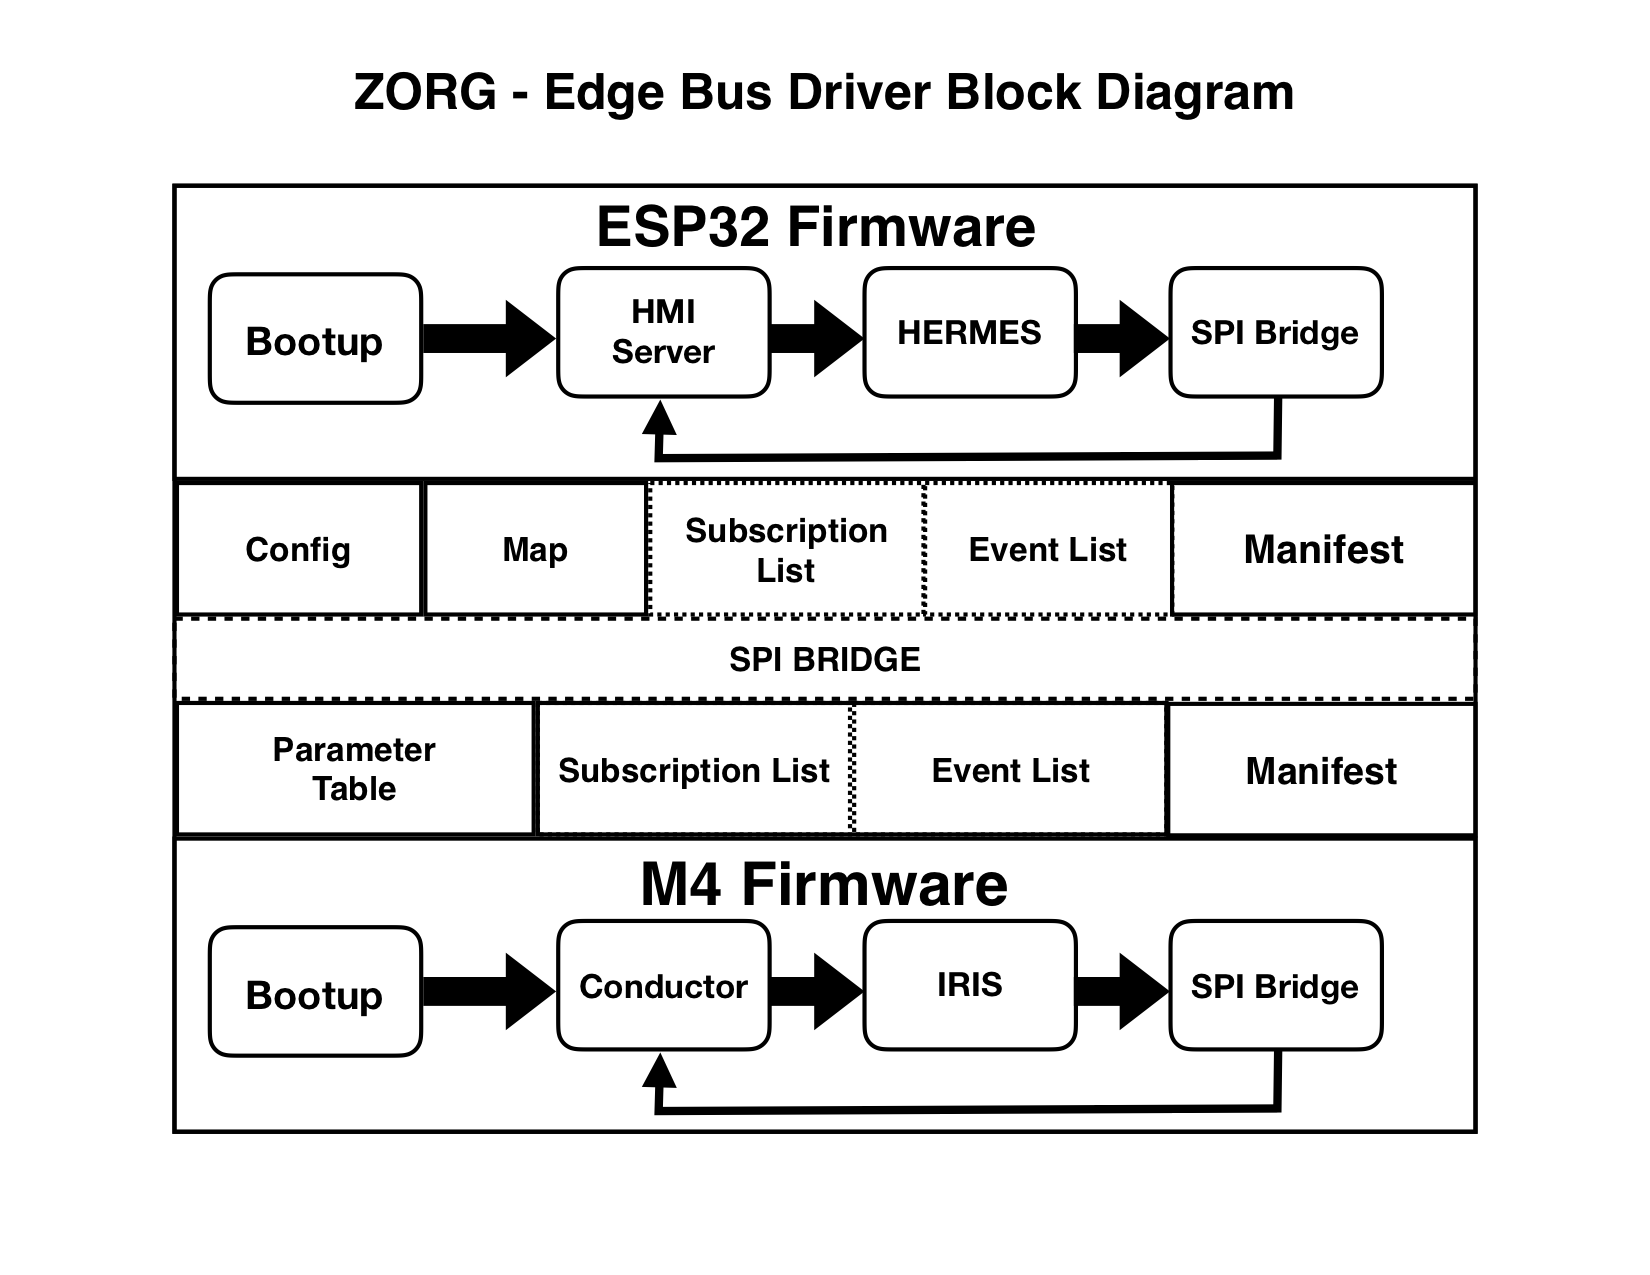 ZORG - Edge Bus Driver Block Diagram
ESP32 Firmware
Bootup
HMI
Server
HERMES
SPI Bridge
Config
Map
Subscription
List
Event List
Manifest
SPI BRIDGE
Parameter
Table
Subscription List
Event List
Manifest
M4 Firmware
Bootup
Conductor
IRIS
SPI Bridge